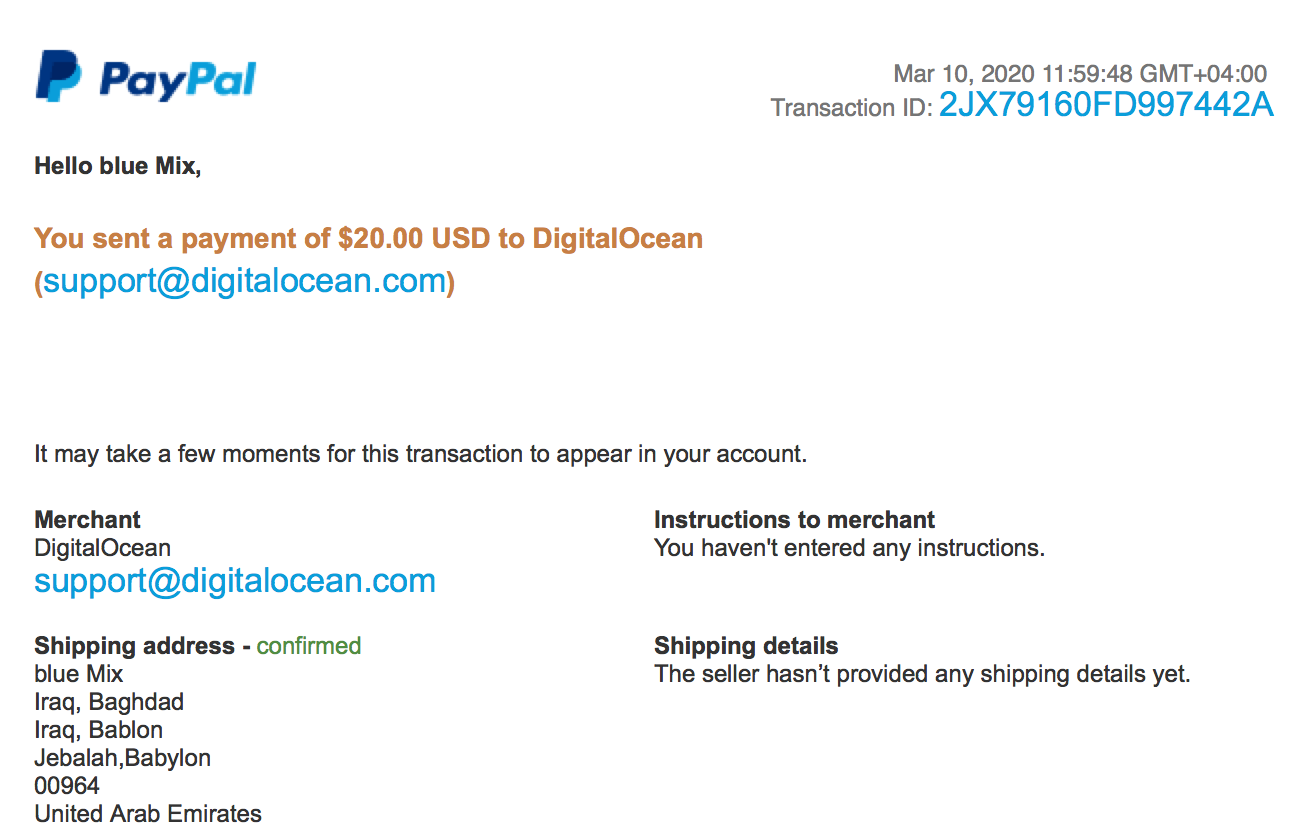 PayPal
Mar 10, 2020 11:59:48 GMT+04:00
Transaction ID: 2JX79160FD997442A
Hello blue Mix,
You sent a payment of $20.00 USD to DigitalOcean
(support@digitalocean.com)
It may take a few moments for this transaction to appear in your account.
Merchant
DigitalOcean
support@digitalocean.com
Instructions to merchant
You haven't entered any instructions.
Shipping address - confirmed
blue Mix
Iraq, Baghdad
Iraq, Bablon
Jebalah,Babylon
00964
United Arab Emirates
Shipping details
The seller hasn’t provided any shipping details yet.